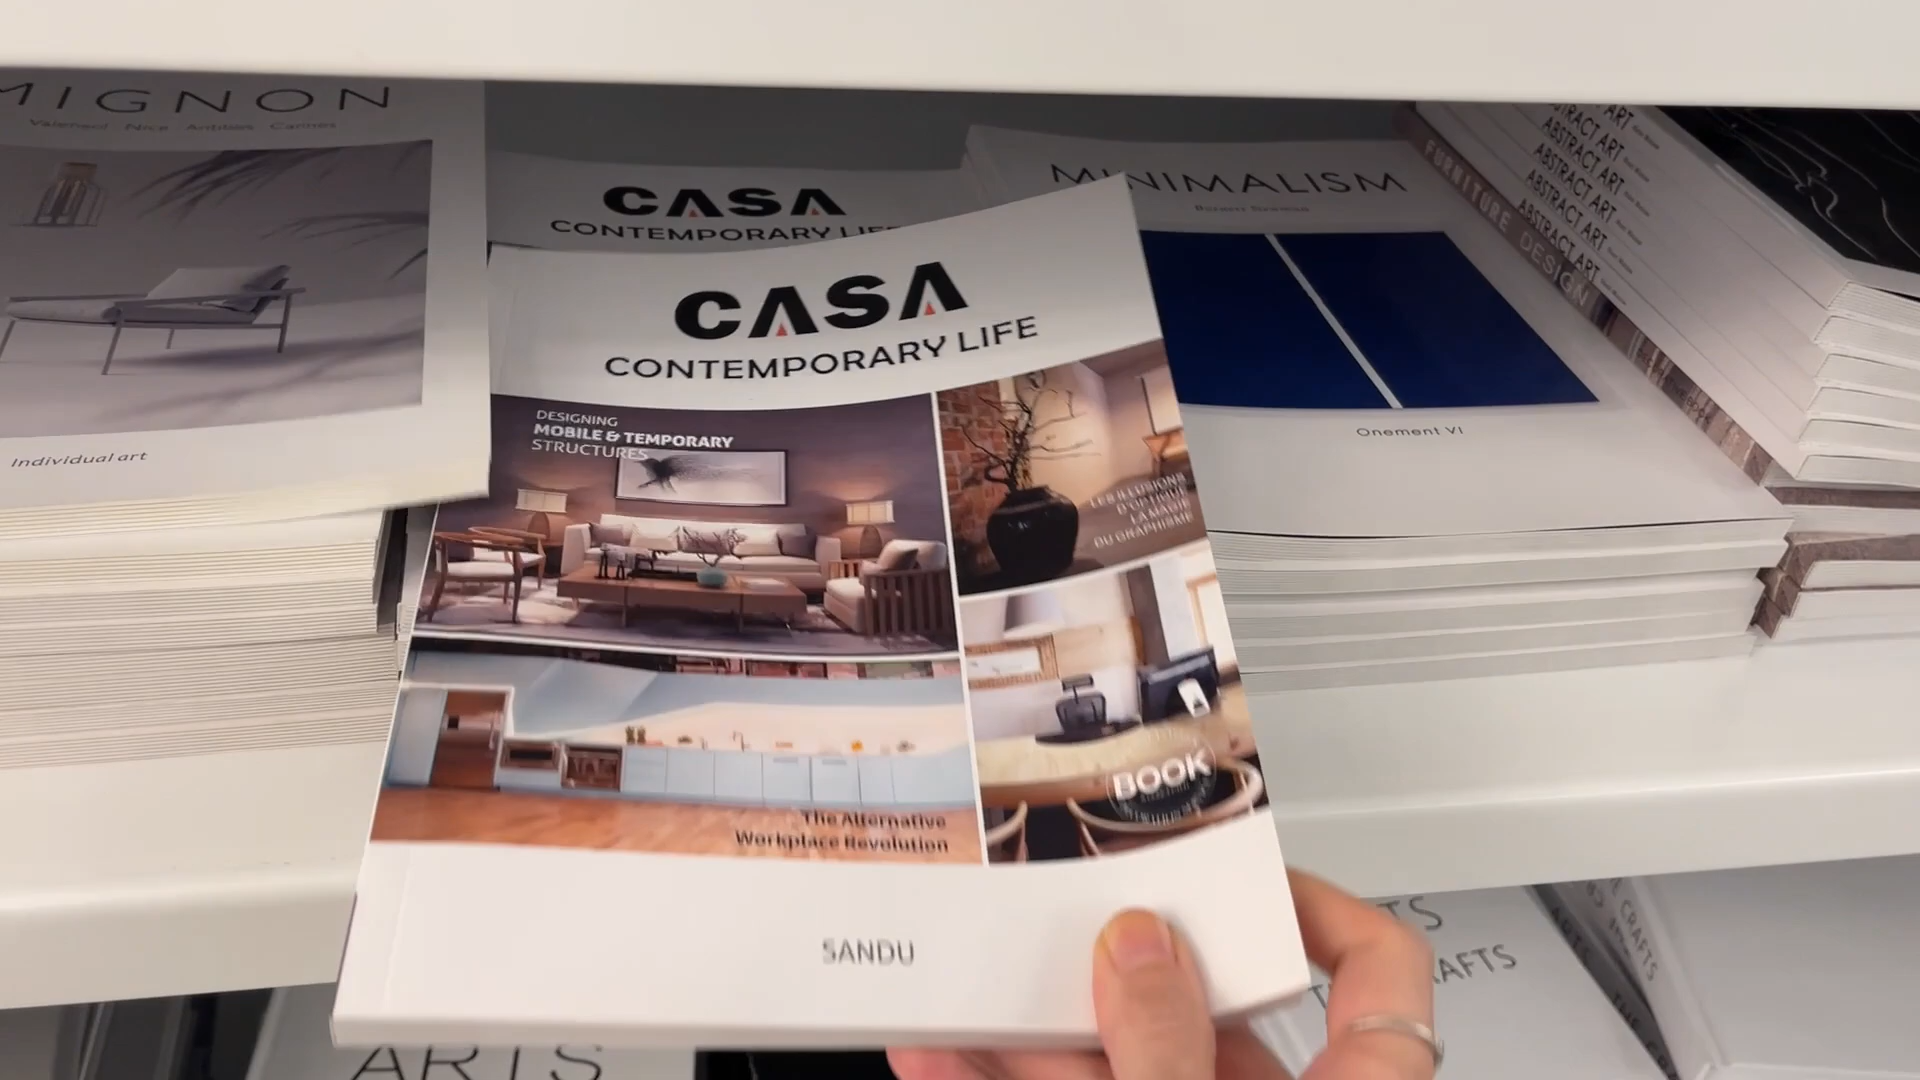 MIGNON
CASA
CONTEMPORARY LIFE
MINIMALISM
Onement VI
Individual art
CASA
CONTEMPORARY LIFE
DESIGNING
MOBILE & TEMPORARY
STRUCTURES
LES ILLUSIONS
D'OPTIQUE
LA MAGIE
DU GRAPHISME
BOOK
The Alternative
Workplace Revolution
SANDU
FURNITURE DESIGN
ABSTRACT ART
ABSTRACT ART
ABSTRACT ART
ABSTRACT ART
ABSTRACT ART
ARTS
CRAFTS